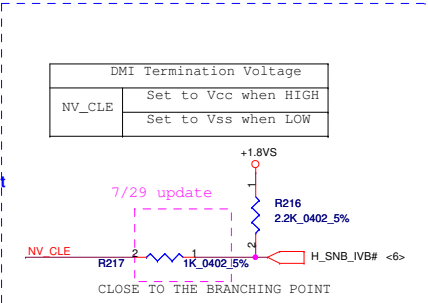 DMI Termination Voltage
NV_CLE
Set to Vcc when HIGH
Set to Vss when LOW
+1.8VS
7/29 update
1
R216
2.2K_0402_5%
2
NV_CLE
2
1
H_SNB_IVB# <6>
R217
1K_0402_5%
CLOSE TO THE BRANCHING POINT
t